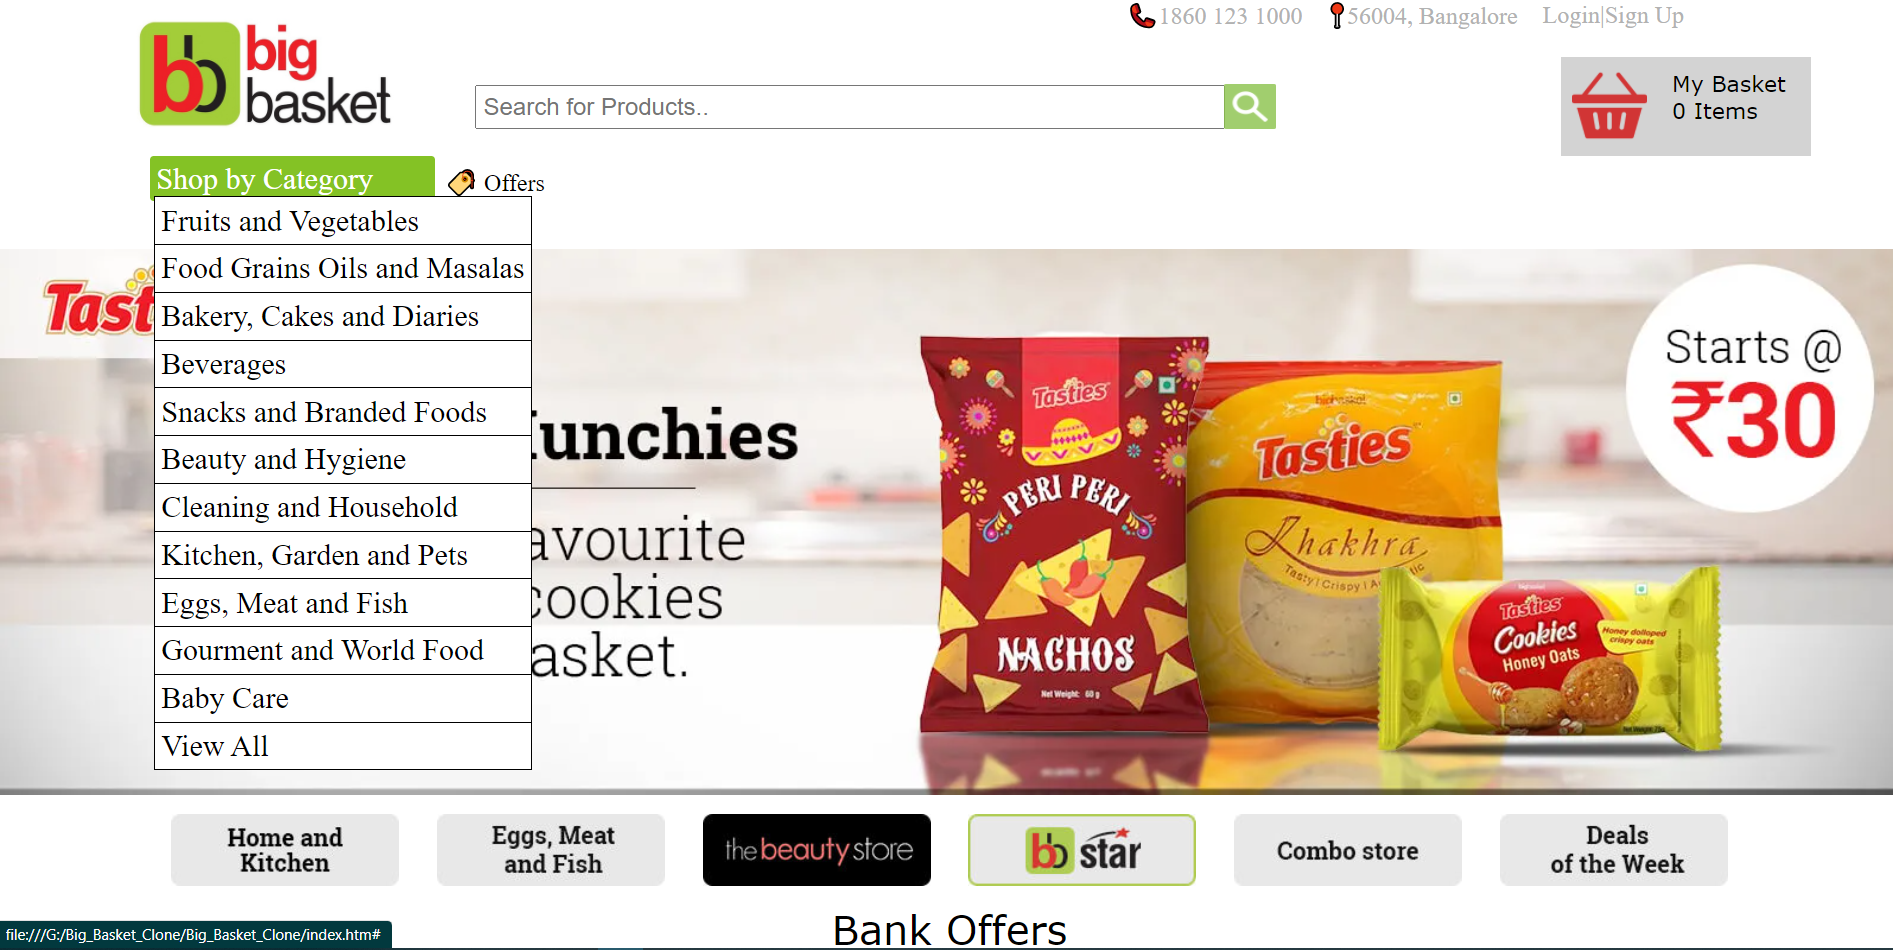 1860 123 1000
56004, Bangalore
Login|Sign Up
bb big
basket
Search for Products..
My Basket
0 Items
Shop by Category
Offers
Fruits and Vegetables
Food Grains Oils and Masalas
Bakery, Cakes and Diaries
Beverages
Snacks and Branded Foods
Beauty and Hygiene
Cleaning and Household
Kitchen, Garden and Pets
Eggs, Meat and Fish
Gourment and World Food
Baby Care
View All
Tast
unchies
avourite
cookies
asket.
Tasties
PERI PERI
NACHOS
Net Weight: 60 g
bigbasket
Tasties
Khakhra
Tasty | Crispy |
bigbasket
Tasties
Cookies
Honey Oats
Honey dolloped
crispy oats
Starts @
₹30
Home and
Kitchen
Eggs, Meat
and Fish
the beauty store
bb star
Combo store
Deals
of the Week
Bank Offers
file:///G:/Big_Basket_Clone/Big_Basket_Clone/index.htm#